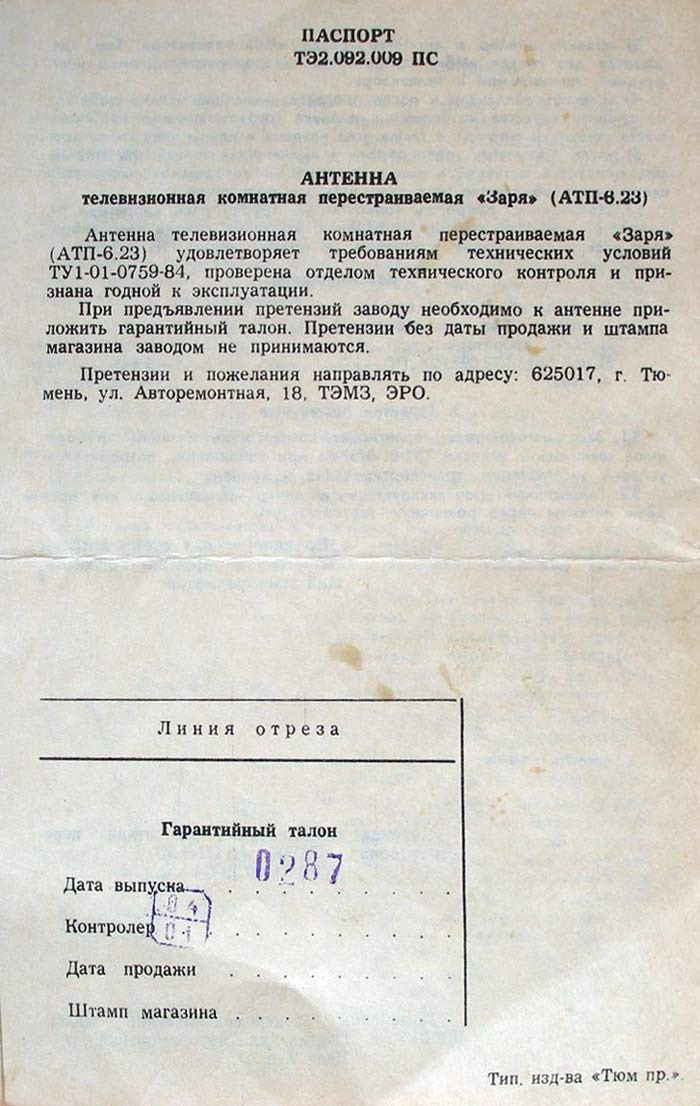 ПАСПОРТ
ТЭ2.092.009 ПС
АНТЕННА
телевизионная комнатная перестраиваемая «Заря» (АТП-6.23)
Антенна телевизионная комнатная перестраиваемая «Заря»
(АТП-6.23) удовлетворяет требованиям технических условий
ТУ1-01-0759-84, проверена отделом технического контроля и при-
знана годной к эксплуатации.
При предъявлении претензий заводу необходимо к антенне при-
ложить гарантийный талон. Претензии без даты продажи и штампа
магазина заводом не принимаются.
Претензии и пожелания направлять по адресу: 625017, г. Тю-
мень, ул. Авторемонтная, 18, ТЭМЗ, ЭРО.
Линия отреза
Гарантийный талон
0287
Дата выпуска . . . . . . . . .
04
Контролер . . . . . . . . .
01
Дата продажи . . . . . . . . .
Штамп магазина . . . . . . . . .
Тип. изд-ва «Тюм пр.».